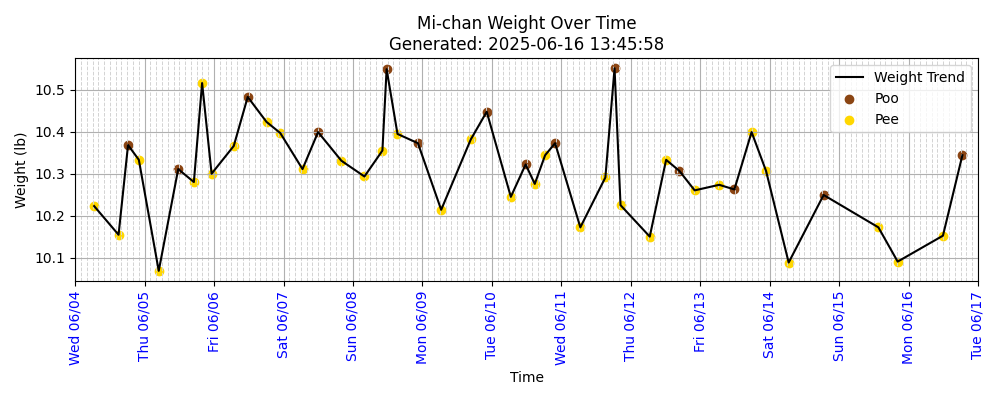 Mi-chan Weight Over Time
Generated: 2025-06-16 13:45:58
Weight (lb)
10.5
10.4
10.3
10.2
10.1
Weight Trend
Poo
Pee
Wed 06/04
Thu 06/05
Fri 06/06
Sat 06/07
Sun 06/08
Mon 06/09
Tue 06/10
Wed 06/11
Thu 06/12
Fri 06/13
Sat 06/14
Sun 06/15
Mon 06/16
Tue 06/17
Time